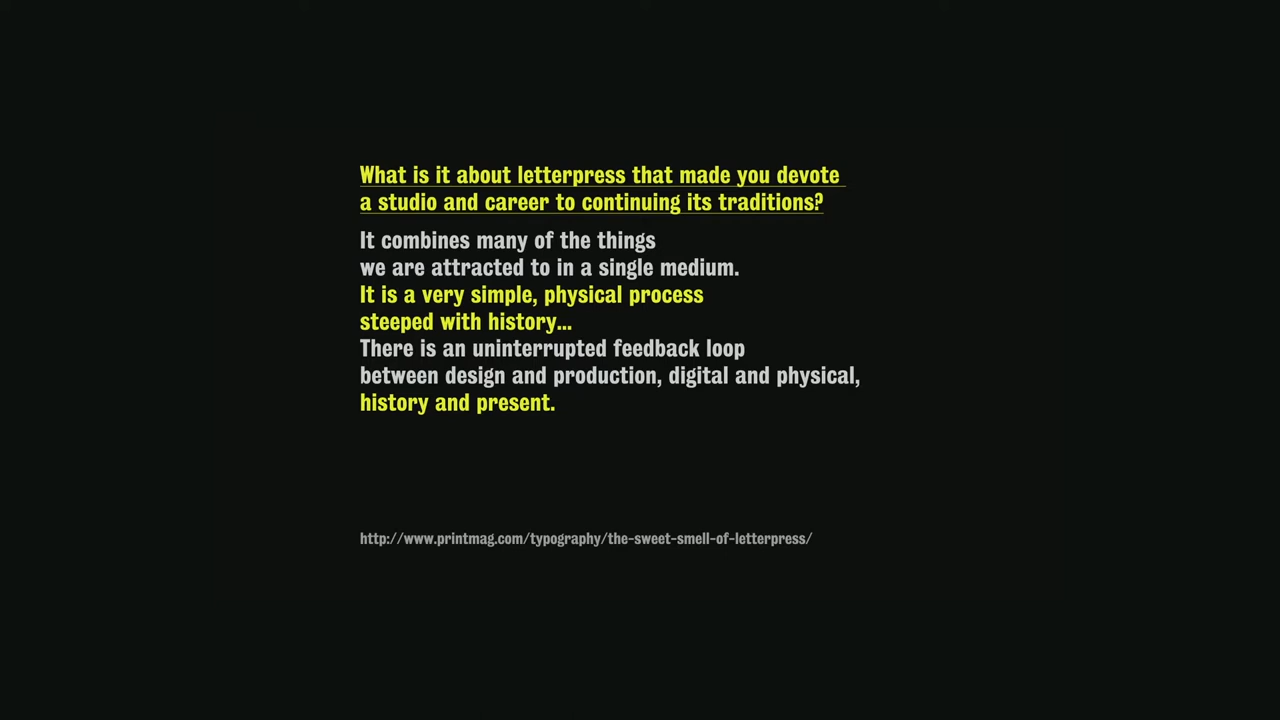 What is it about letterpress that made you devote
a studio and career to continuing its traditions?
It combines many of the things
we are attracted to in a single medium.
It is a very simple, physical process
steeped with history...
There is an uninterrupted feedback loop
between design and production, digital and physical,
history and present.
http://www.printmag.com/typography/the-sweet-smell-of-letterpress/